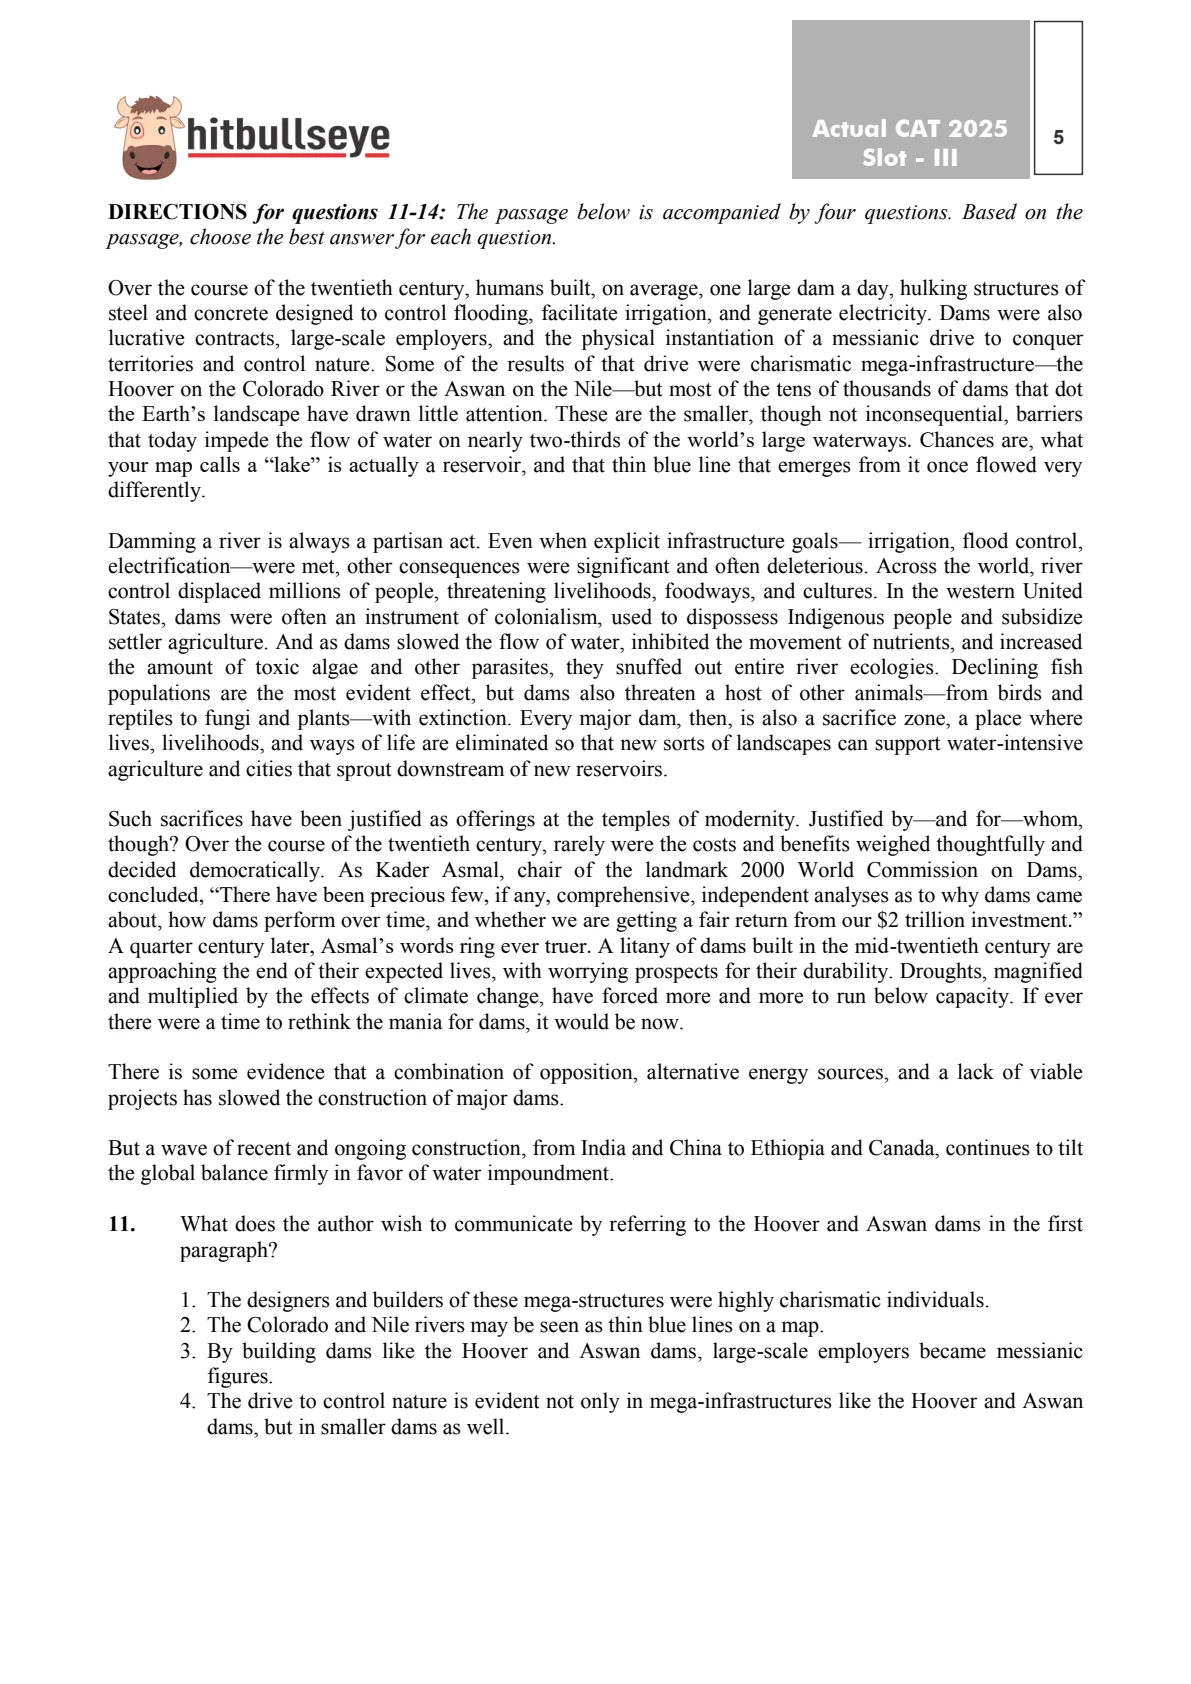 hitbullseye
Actual CAT 2025
Slot - III
5
DIRECTIONS for questions 11-14: The passage below is accompanied by four questions. Based on the
passage, choose the best answer for each question.
Over the course of the twentieth century, humans built, on average, one large dam a day, hulking structures of
steel and concrete designed to control flooding, facilitate irrigation, and generate electricity. Dams were also
lucrative contracts, large-scale employers, and the physical instantiation of a messianic drive to conquer
territories and control nature. Some of the results of that drive were charismatic mega-infrastructure—the
Hoover on the Colorado River or the Aswan on the Nile—but most of the tens of thousands of dams that dot
the Earth’s landscape have drawn little attention. These are the smaller, though not inconsequential, barriers
that today impede the flow of water on nearly two-thirds of the world’s large waterways. Chances are, what
your map calls a “lake” is actually a reservoir, and that thin blue line that emerges from it once flowed very
differently.
Damming a river is always a partisan act. Even when explicit infrastructure goals— irrigation, flood control,
electrification—were met, other consequences were significant and often deleterious. Across the world, river
control displaced millions of people, threatening livelihoods, foodways, and cultures. In the western United
States, dams were often an instrument of colonialism, used to dispossess Indigenous people and subsidize
settler agriculture. And as dams slowed the flow of water, inhibited the movement of nutrients, and increased
the amount of toxic algae and other parasites, they snuffed out entire river ecologies. Declining fish
populations are the most evident effect, but dams also threaten a host of other animals—from birds and
reptiles to fungi and plants—with extinction. Every major dam, then, is also a sacrifice zone, a place where
lives, livelihoods, and ways of life are eliminated so that new sorts of landscapes can support water-intensive
agriculture and cities that sprout downstream of new reservoirs.
Such sacrifices have been justified as offerings at the temples of modernity. Justified by—and for—whom,
though? Over the course of the twentieth century, rarely were the costs and benefits weighed thoughtfully and
decided democratically. As Kader Asmal, chair of the landmark 2000 World Commission on Dams,
concluded, “There have been precious few, if any, comprehensive, independent analyses as to why dams came
about, how dams perform over time, and whether we are getting a fair return from our $2 trillion investment.”
A quarter century later, Asmal’s words ring ever truer. A litany of dams built in the mid-twentieth century are
approaching the end of their expected lives, with worrying prospects for their durability. Droughts, magnified
and multiplied by the effects of climate change, have forced more and more to run below capacity. If ever
there were a time to rethink the mania for dams, it would be now.
There is some evidence that a combination of opposition, alternative energy sources, and a lack of viable
projects has slowed the construction of major dams.
But a wave of recent and ongoing construction, from India and China to Ethiopia and Canada, continues to tilt
the global balance firmly in favor of water impoundment.
11. What does the author wish to communicate by referring to the Hoover and Aswan dams in the first
paragraph?
1. The designers and builders of these mega-structures were highly charismatic individuals.
2. The Colorado and Nile rivers may be seen as thin blue lines on a map.
3. By building dams like the Hoover and Aswan dams, large-scale employers became messianic
figures.
4. The drive to control nature is evident not only in mega-infrastructures like the Hoover and Aswan
dams, but in smaller dams as well.